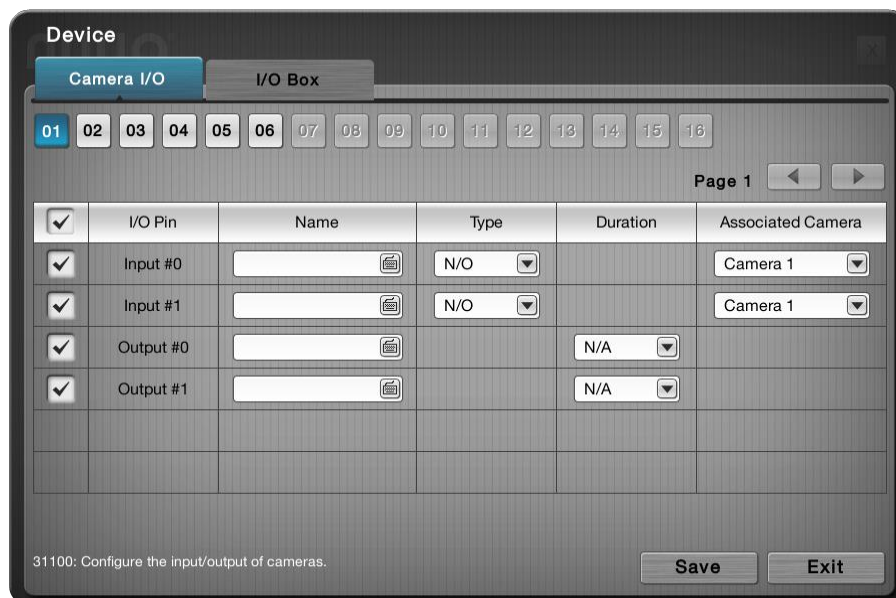 Device
Camera I/O I/O Box
01 02 03 04 05 06 07 08 09 10 11 12 13 14 15 16
Page 1
I/O Pin Name Type Duration Associated Camera
Input #0 N/O Camera 1
Input #1 N/O Camera 1
Output #0 N/A
Output #1 N/A
31100: Configure the input/output of cameras.
Save Exit